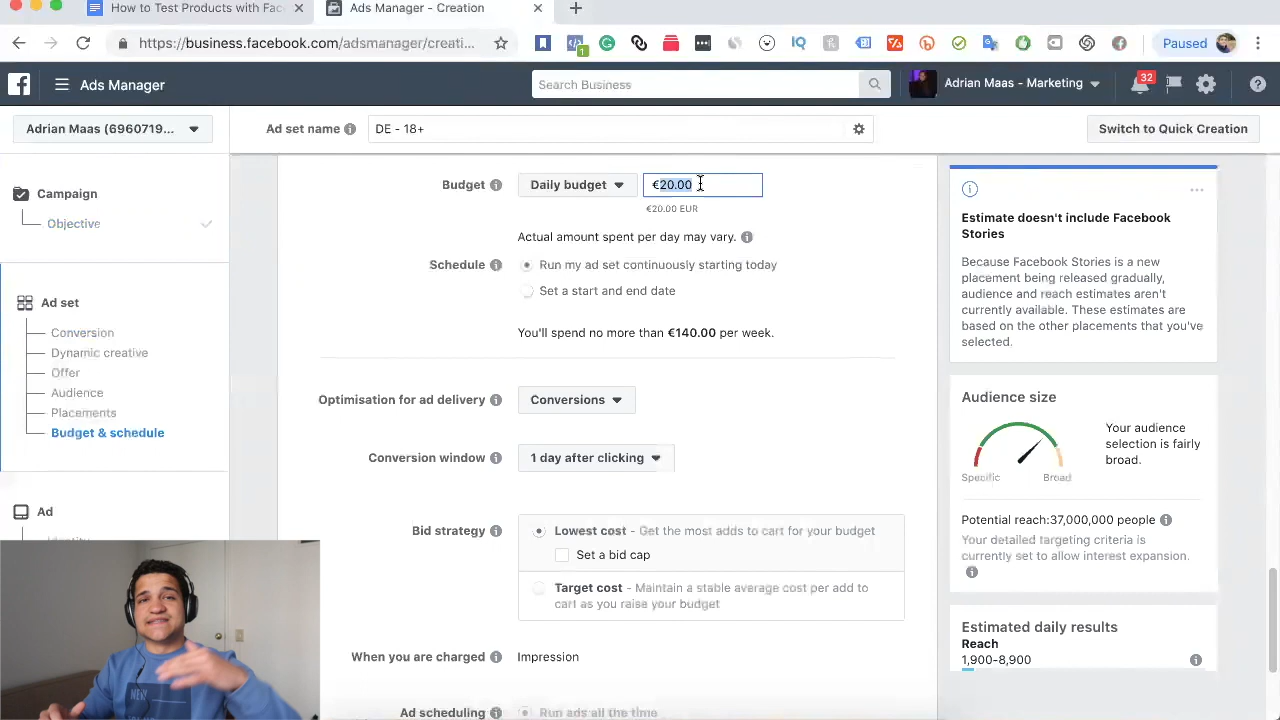 How to Test Products with Fac
Ads Manager - Creation
https://business.facebook.com/adsmanager/creati...
1
Paused
Ads Manager
Search Business
Adrian Maas - Marketing
32
Adrian Maas (6960719...
Ad set name
DE - 18+
Switch to Quick Creation
Campaign
Objective
Ad set
Conversion
Dynamic creative
Offer
Audience
Placements
Budget & schedule
Ad
Identity
Budget
Daily budget
€20.00
€20.00 EUR
Actual amount spent per day may vary.
Schedule
Run my ad set continuously starting today
Set a start and end date
You'll spend no more than €140.00 per week.
Optimisation for ad delivery
Conversions
Conversion window
1 day after clicking
Bid strategy
Lowest cost - Get the most adds to cart for your budget
Set a bid cap
Target cost - Maintain a stable average cost per add to
cart as you raise your budget
When you are charged
Impression
Ad scheduling
Run ads all the time
Estimate doesn't include Facebook
Stories
Because Facebook Stories is a new
placement being released gradually,
audience and reach estimates aren't
currently available. These estimates are
based on the other placements that you've
selected.
Audience size
Your audience
selection is fairly
broad.
Specific
Broad
Potential reach:37,000,000 people
Your detailed targeting criteria is
currently set to allow interest expansion.
Estimated daily results
Reach
1,900-8,900
NEW